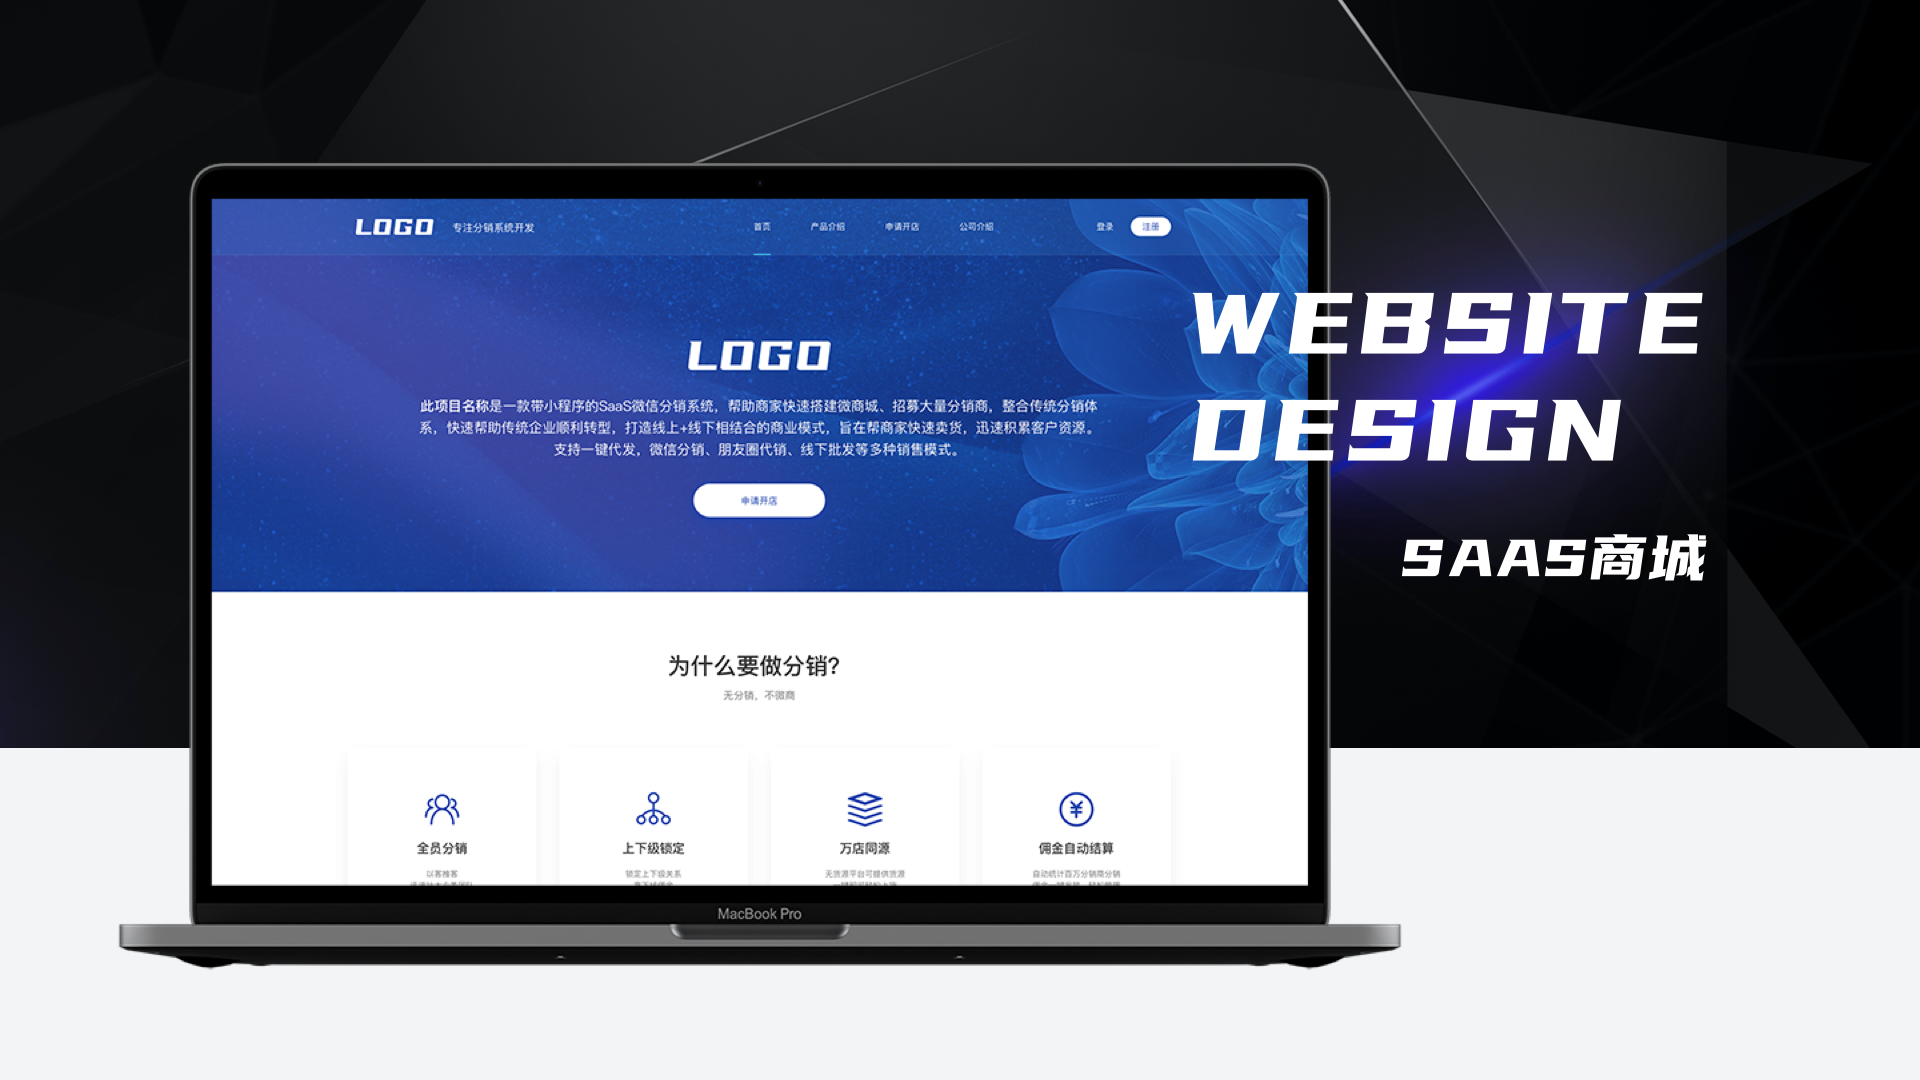 LOGO 专注分销系统开发 首页 产品介绍 申请开店 公司介绍 登录 注册
WEBSITE
DESIGN
SAAS商城
LOGO
此项目名称是一款带小程序的SaaS微信分销系统，帮助商家快速搭建微商城、招募大量分销商，整合传统分销体
系，快速帮助传统企业顺利转型，打造线上+线下相结合的商业模式，旨在帮商家快速卖货，迅速积累客户资源。
支持一键代发，微信分销、朋友圈代销、线下批发等多种销售模式。
申请开店
为什么要做分销?
无分销，不微商
全员分销
以客推客
上下级锁定
锁定上下级关系
万店同源
无货源平台可提供货源
佣金自动结算
自动统计百万分销商分销
MacBook Pro